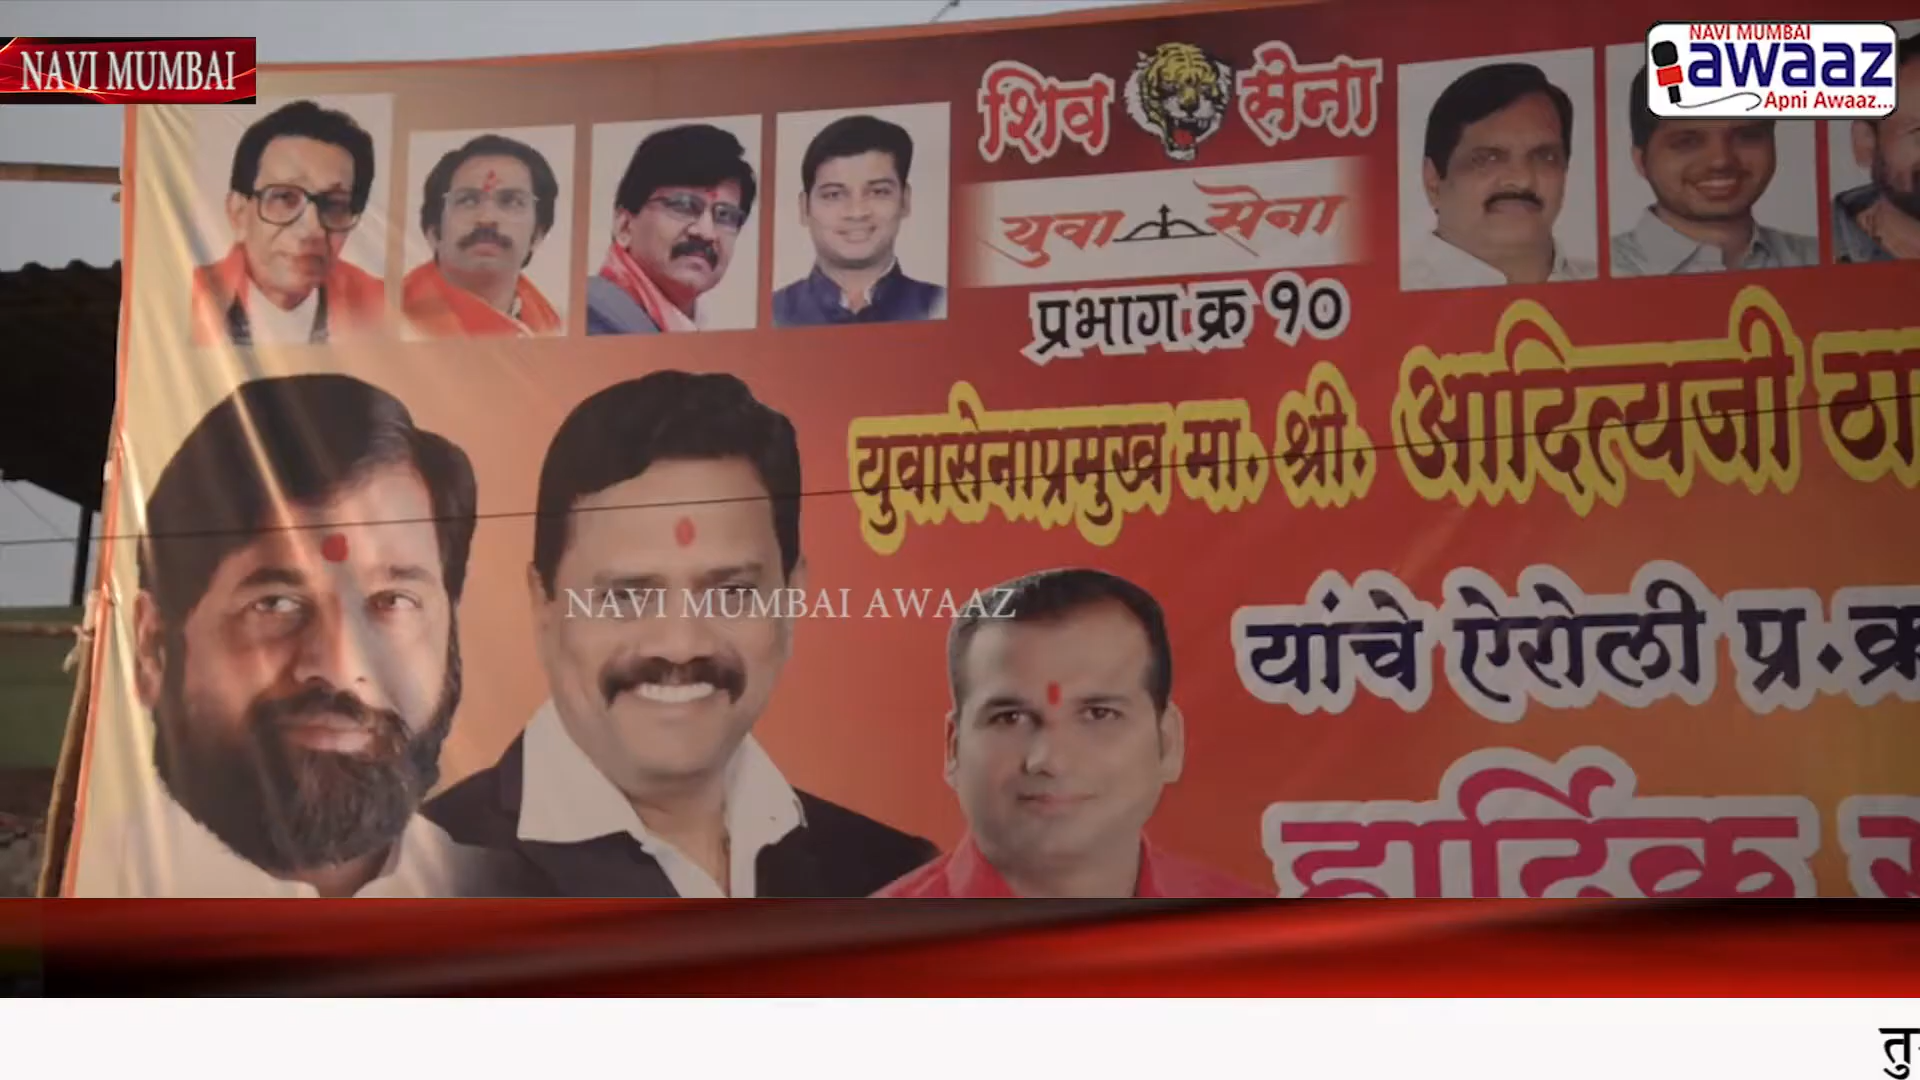 NAVI MUMBAI
NAVI MUMBAI
awaaz
Apni Awaaz...
शिव सेना
युवा सेना
प्रभाग क्र १०
युवासेनाप्रमुख मा. श्री. आदित्यजी
NAVI MUMBAI AWAAZ
यांचे ऐरोली प्र.क्र
हार्दिक